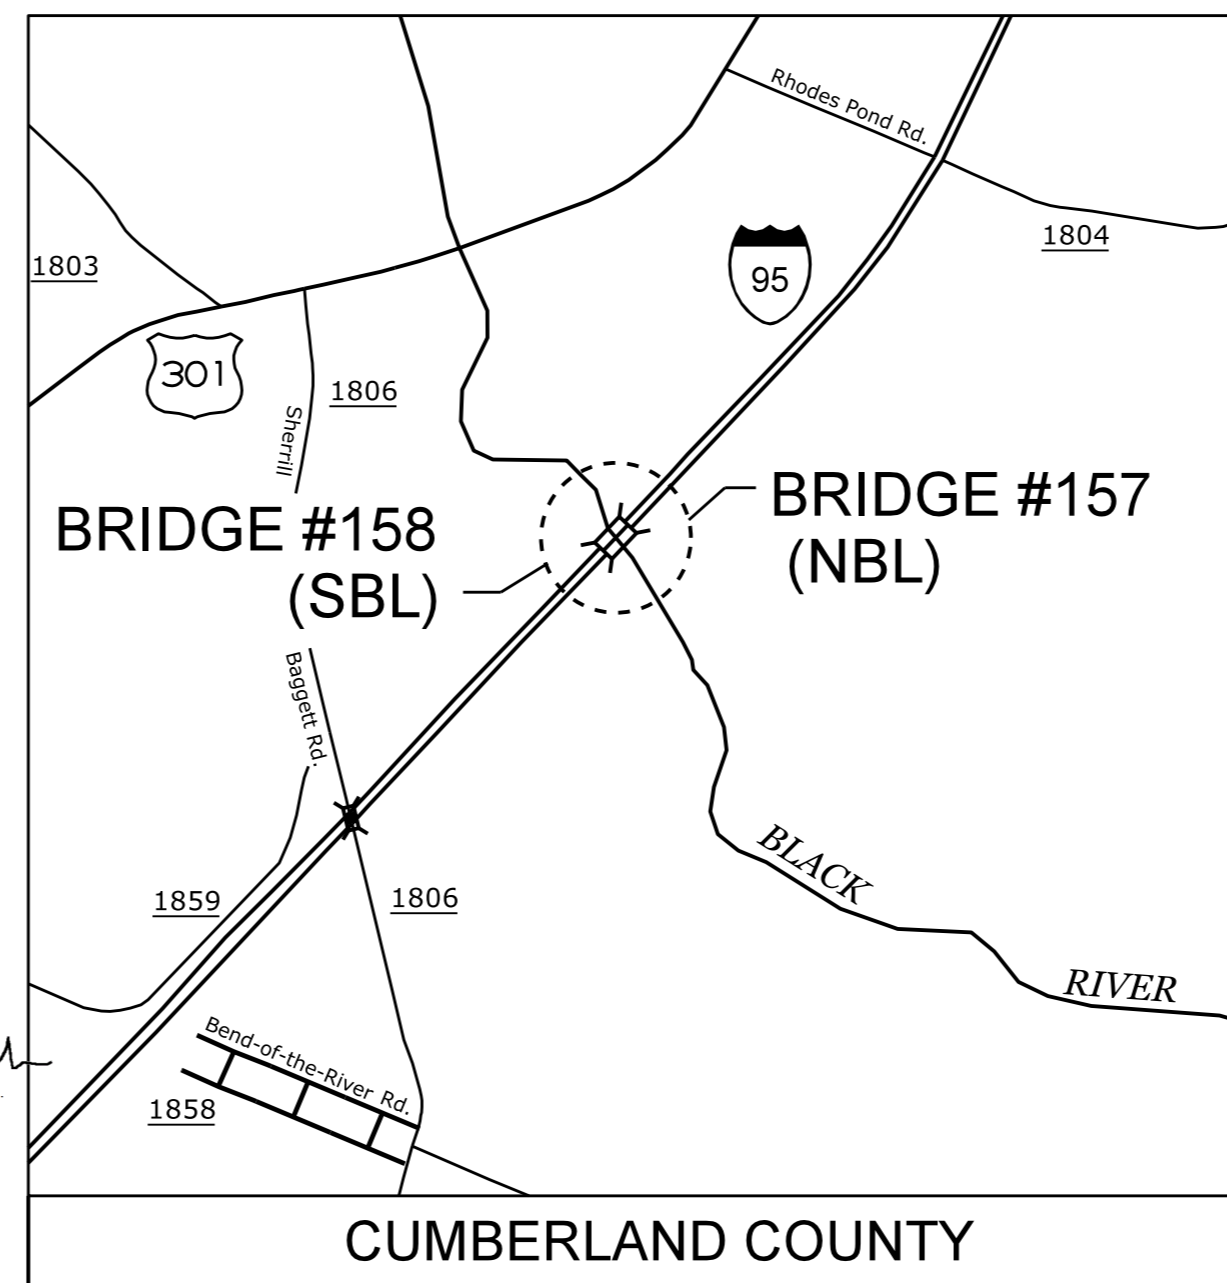 Rhodes Pond Rd.
1804
1803
95
301
1806
Sherrill
BRIDGE #157
(NBL)
BRIDGE #158
(SBL)
Baggett Rd.
BLACK
1859
1806
RIVER
Bend-of-the-River Rd.
1858
CUMBERLAND COUNTY